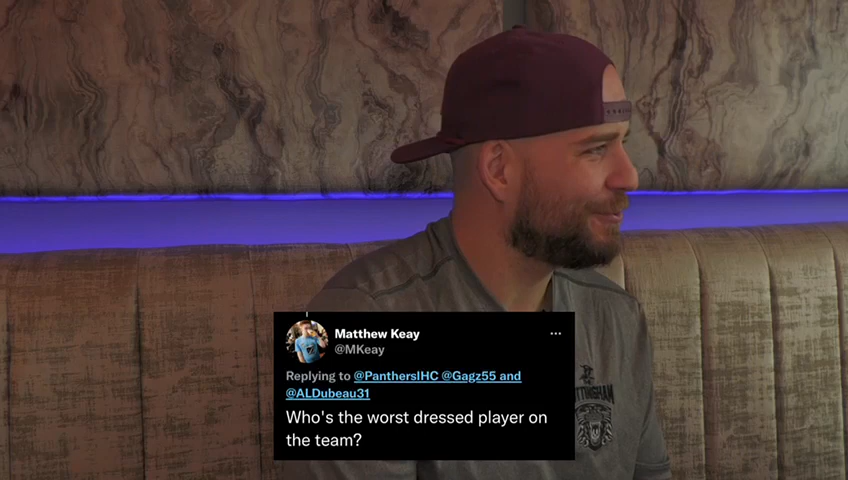 Matthew Keay
@MKeay
Replying to @PanthersIHC @Gagz55 and
@ALDubeau31
Who's the worst dressed player on
the team?